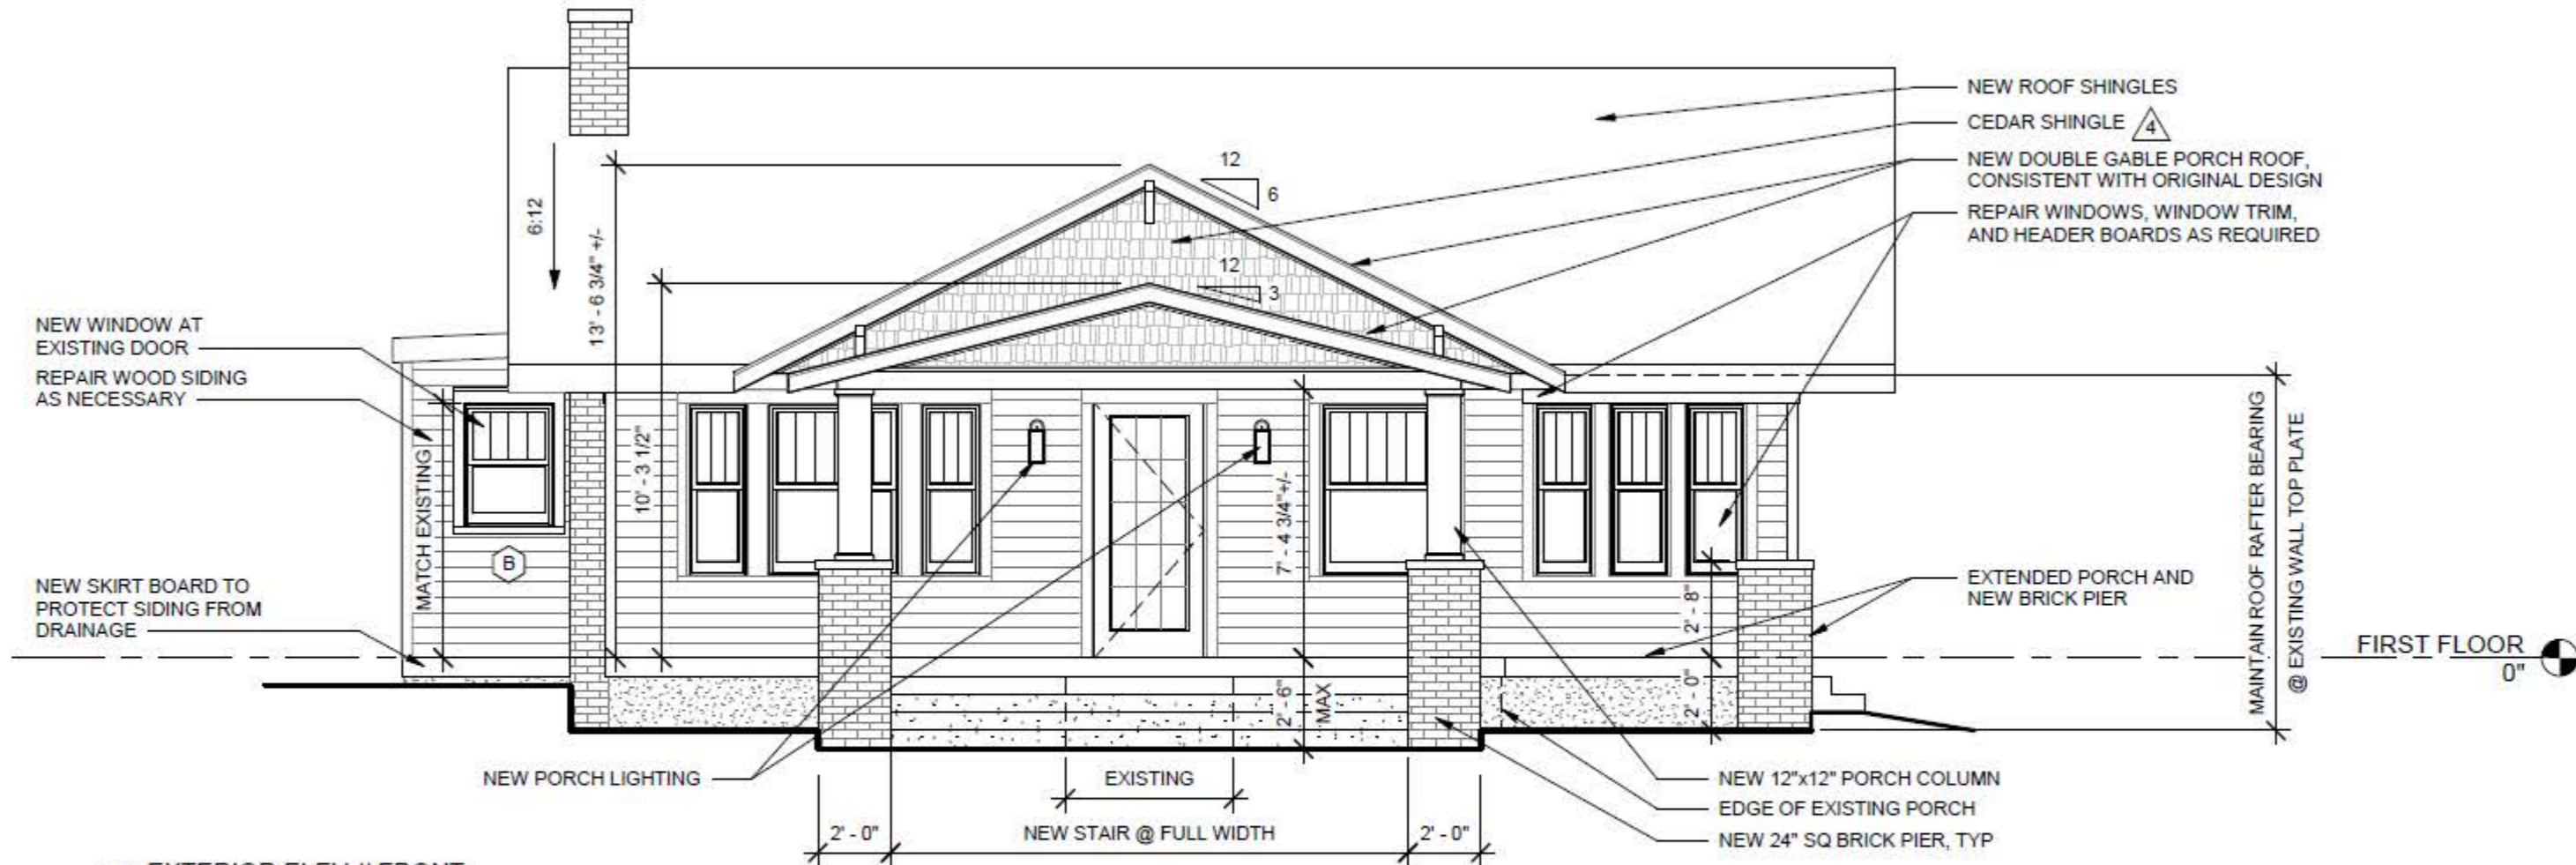 NEW ROOF SHINGLES
CEDAR SHINGLE 4
NEW DOUBLE GABLE PORCH ROOF,
CONSISTENT WITH ORIGINAL DESIGN
REPAIR WINDOWS, WINDOW TRIM,
AND HEADER BOARDS AS REQUIRED
12
6
12
3
6:12
13' - 6 3/4" +/-
10' - 3 1/2"
NEW WINDOW AT
EXISTING DOOR
REPAIR WOOD SIDING
AS NECESSARY
MATCH EXISTING
B
NEW SKIRT BOARD TO
PROTECT SIDING FROM
DRAINAGE
7' - 4 3/4"+/-
2' - 6"
MAX
2' - 8"
2' - 0"
EXTENDED PORCH AND
NEW BRICK PIER
MAINTAIN ROOF RAFTER BEARING
@ EXISTING WALL TOP PLATE
FIRST FLOOR
0"
NEW PORCH LIGHTING
EXISTING
2' - 0"
NEW STAIR @ FULL WIDTH
2' - 0"
NEW 12"x12" PORCH COLUMN
EDGE OF EXISTING PORCH
NEW 24" SQ BRICK PIER, TYP
EXTERIOR ELEV // FRONT